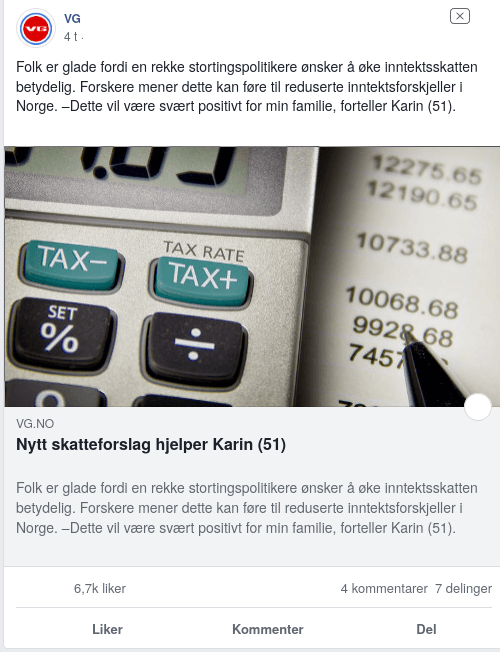 VG
VG
4 t ·
Folk er glade fordi en rekke stortingspolitikere ønsker å øke inntektsskatten
betydelig. Forskere mener dette kan føre til reduserte inntektsforskjeller i
Norge. –Dette vil være svært positivt for min familie, forteller Karin (51).
12275.65
12190.65
10733.88
10068.68
9928.68
TAX RATE
TAX−
TAX+
SET
%
÷
VG.NO
Nytt skatteforslag hjelper Karin (51)
Folk er glade fordi en rekke stortingspolitikere ønsker å øke inntektsskatten
betydelig. Forskere mener dette kan føre til reduserte inntektsforskjeller i
Norge. –Dette vil være svært positivt for min familie, forteller Karin (51).
6,7k liker
4 kommentarer 7 delinger
Liker Kommenter Del